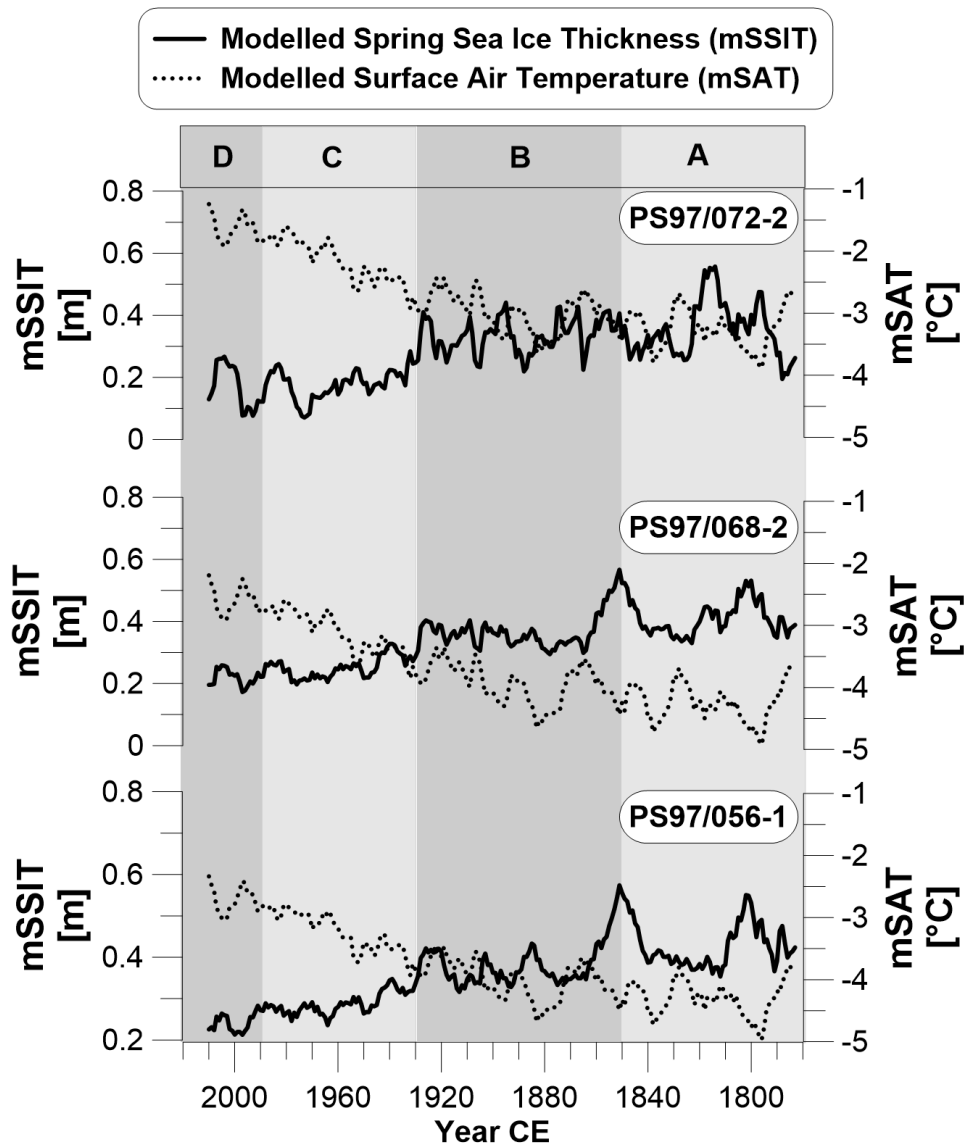 Modelled Spring Sea Ice Thickness (mSSIT)
Modelled Surface Air Temperature (mSAT)
D C B A
PS97/072-2
mSSIT
[m]
0.8
0.6
0.4
0.2
0
-1
-2
-3
-4
-5
mSAT
[°C]
PS97/068-2
mSSIT
[m]
0.8
0.6
0.4
0.2
0
-1
-2
-3
-4
-5
mSAT
[°C]
PS97/056-1
mSSIT
[m]
0.8
0.6
0.4
0.2
-1
-2
-3
-4
-5
mSAT
[°C]
2000 1960 1920 1880 1840 1800
Year CE